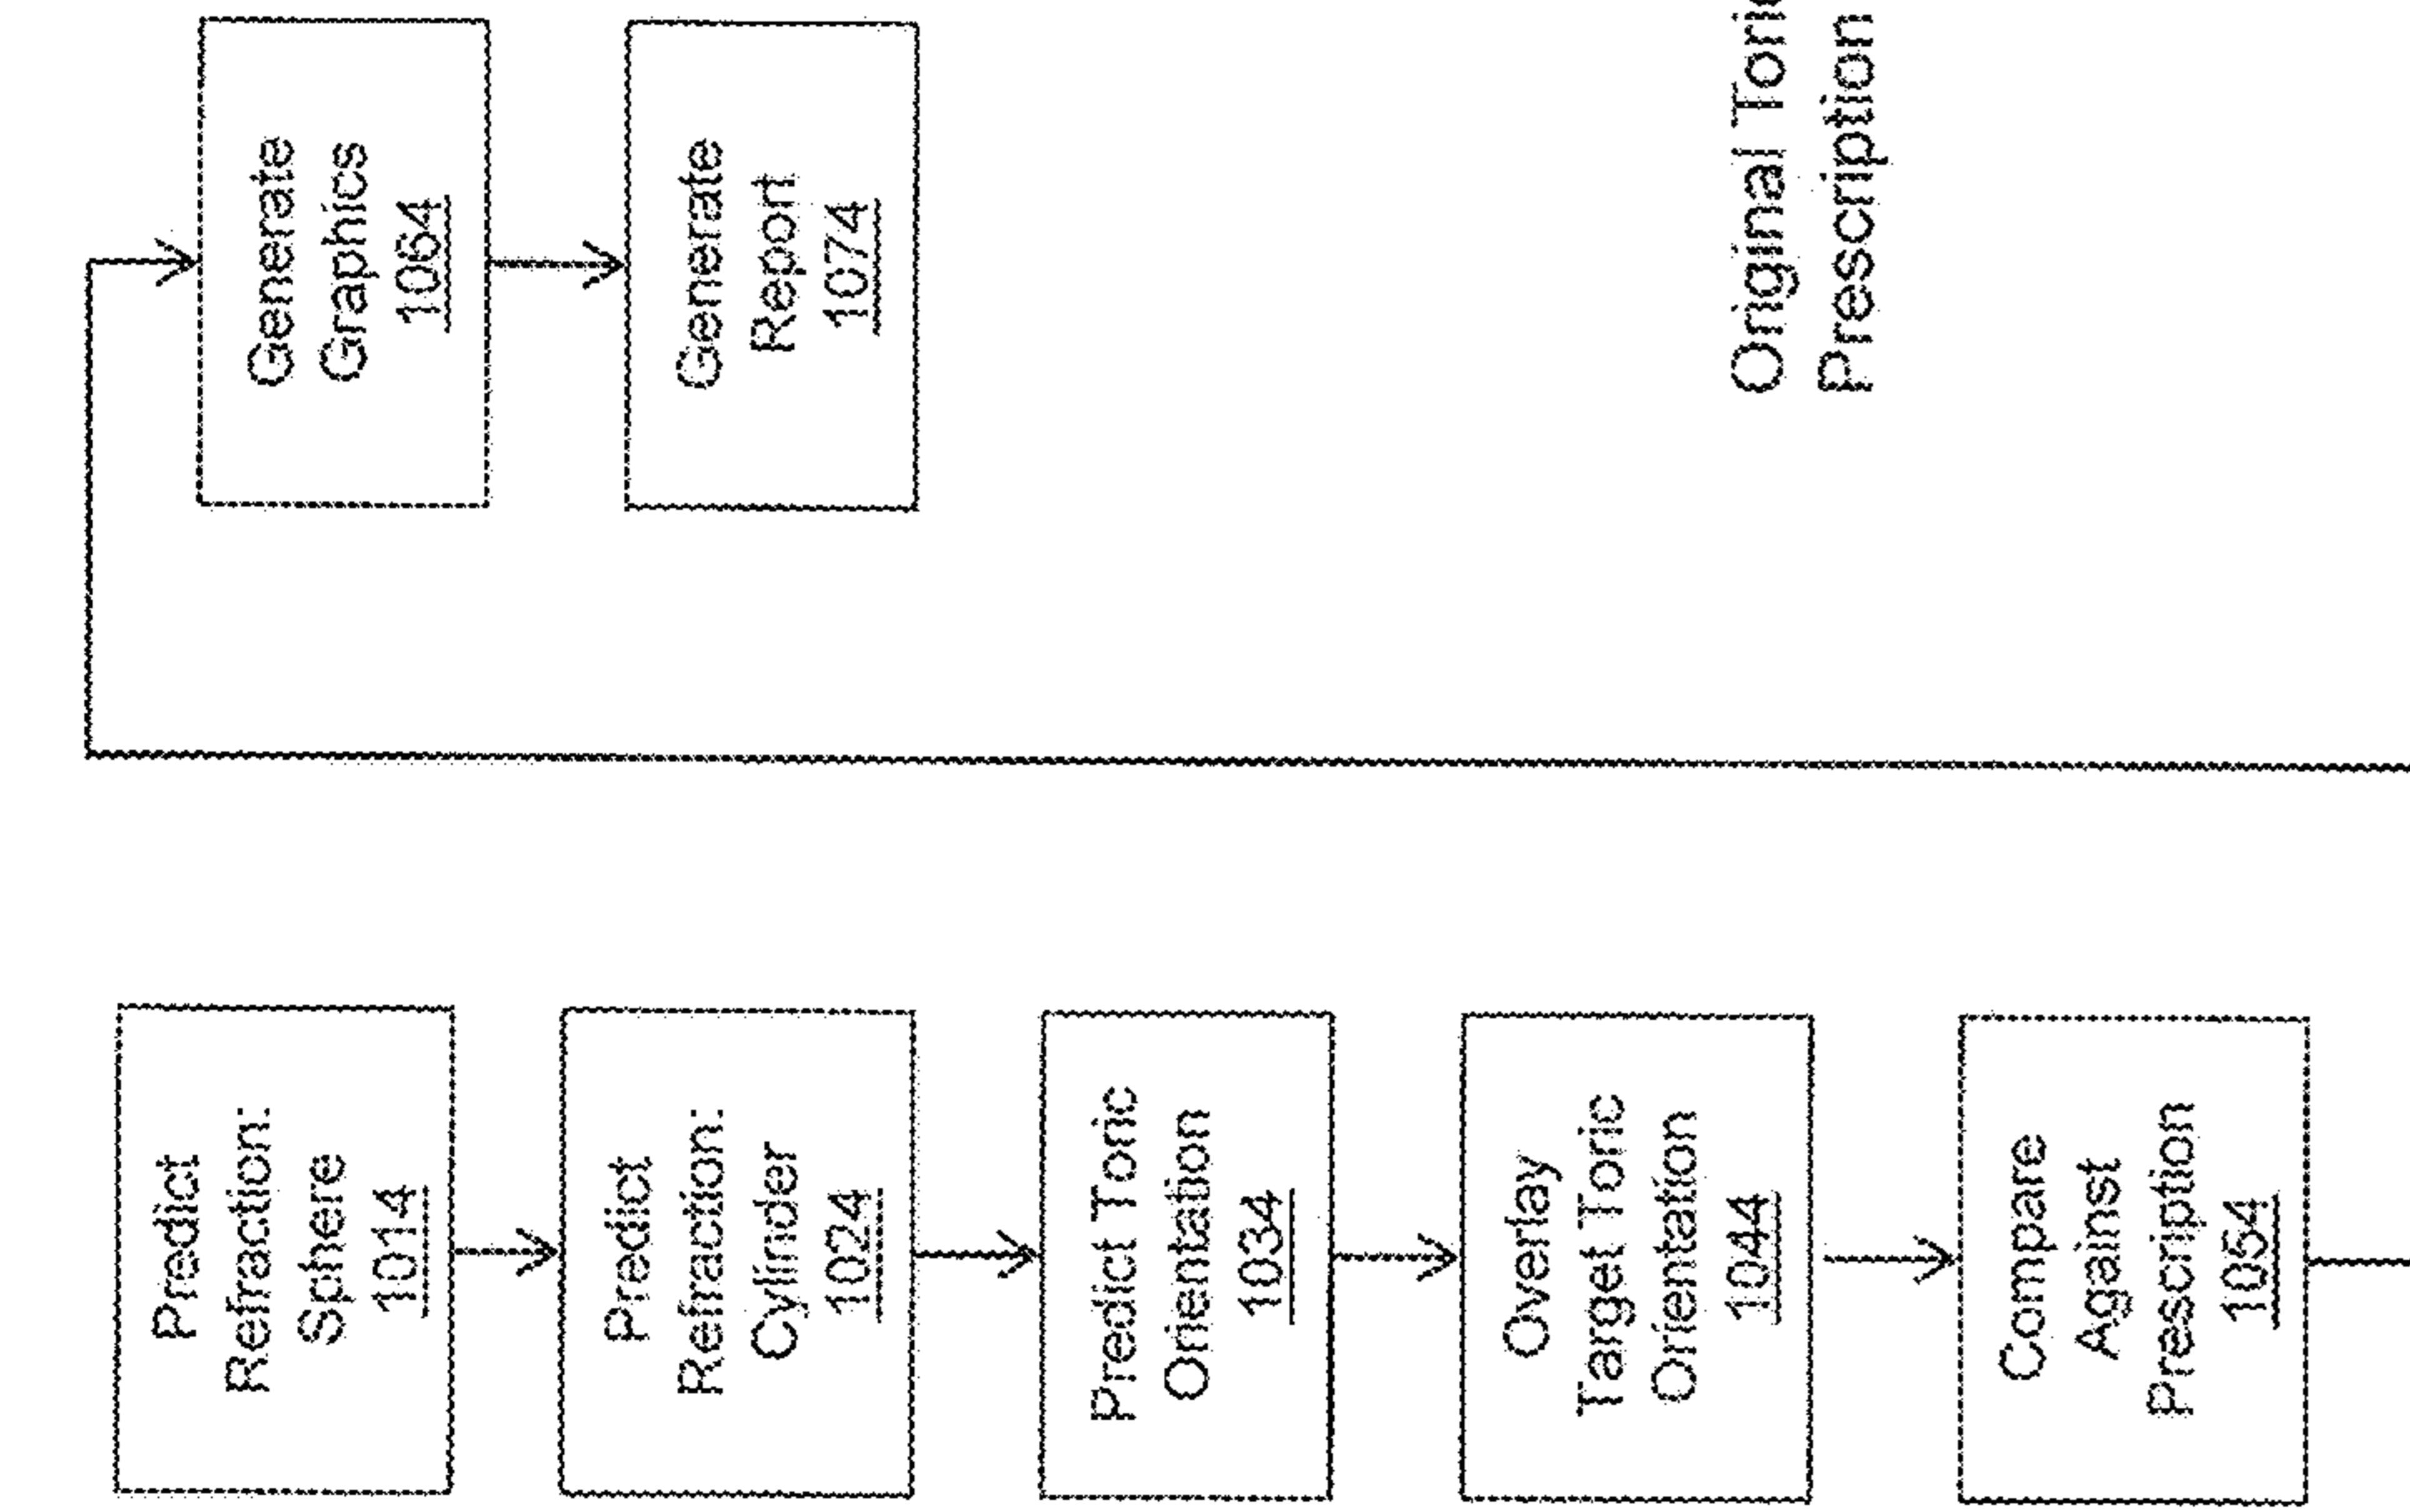 Predict
Refraction:
Sphere
1014
Predict
Refraction:
Cylinder
1024
Predict Toric
Orientation
1034
Overlay
Target Toric
Orientation
1044
Compare
Against
Prescription
1054
Generate
Graphics
1064
Generate
Report
1074
Original
Prescription